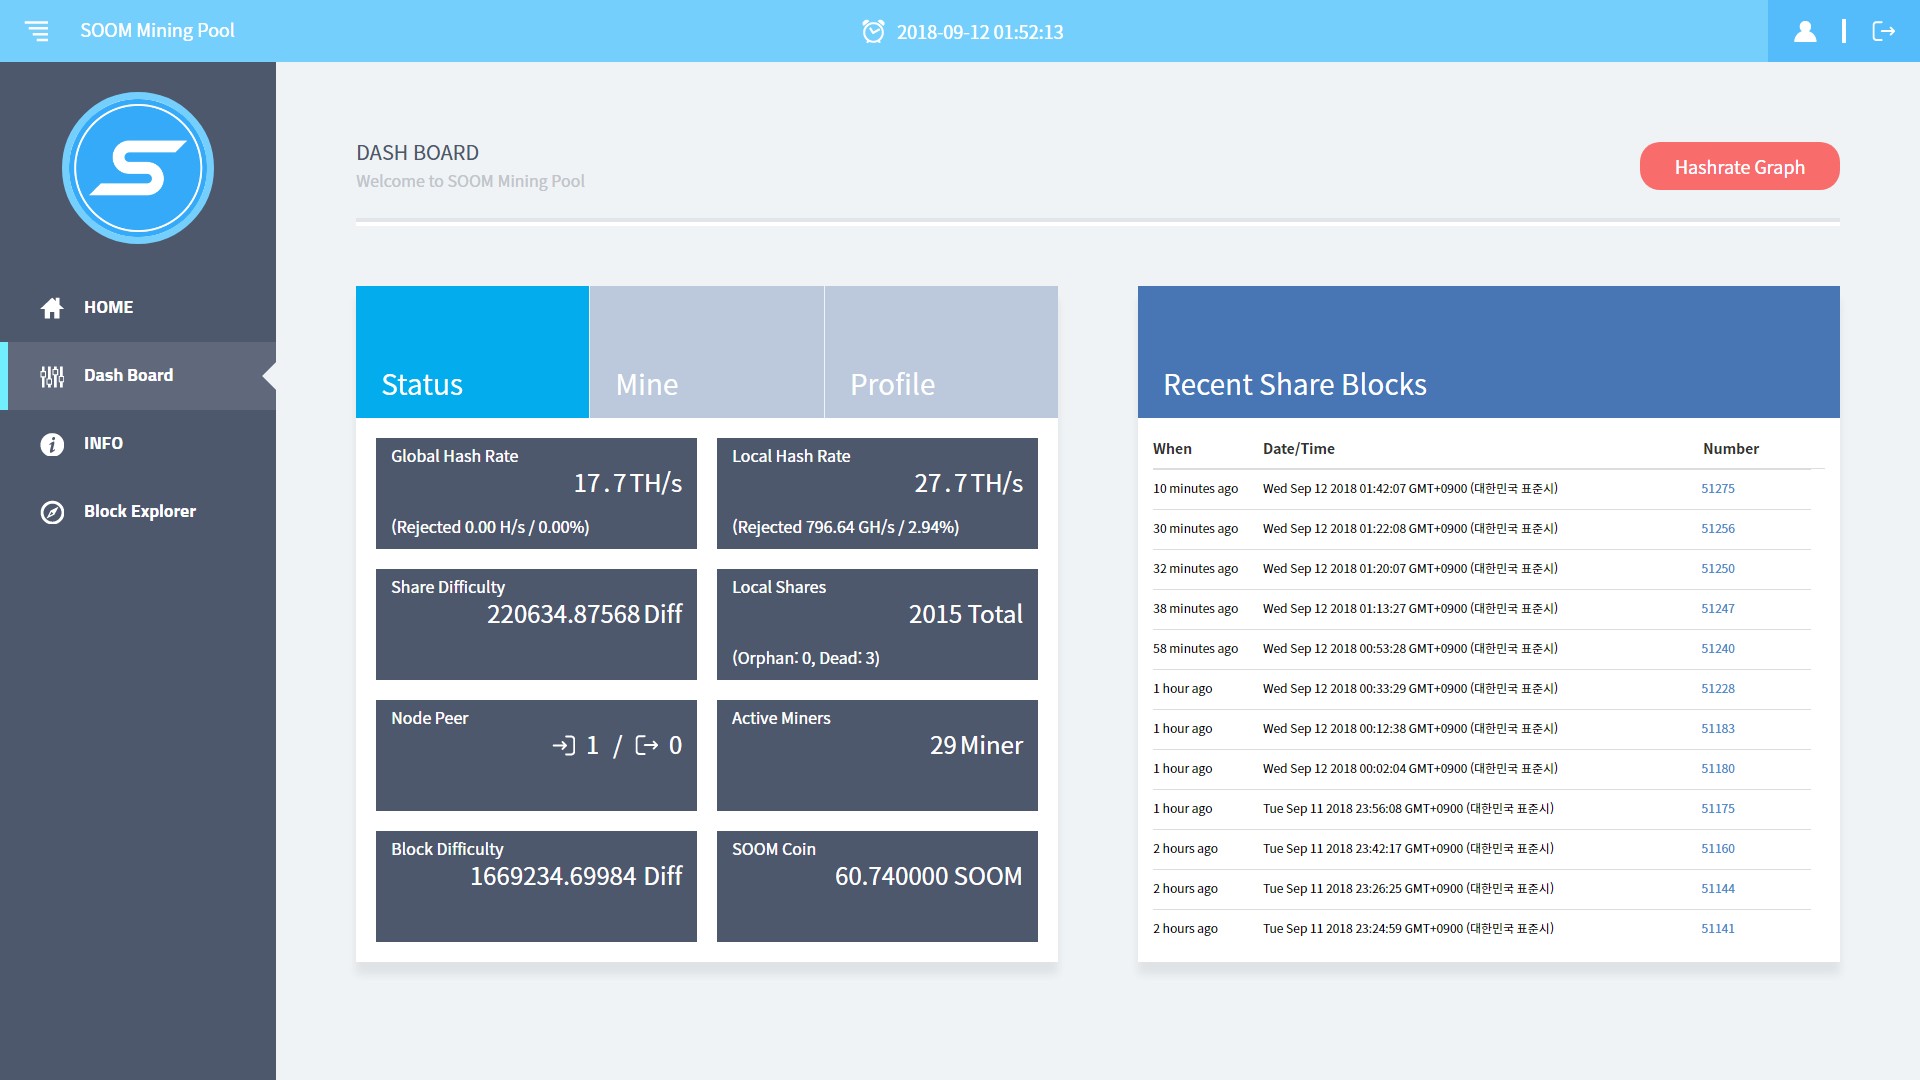 SOOM Mining Pool
2018-09-12 01:52:13
HOME
Dash Board
INFO
Block Explorer
DASH BOARD
Welcome to SOOM Mining Pool
Hashrate Graph
Status
Mine
Profile
Global Hash Rate
17.7 TH/s
(Rejected 0.00 H/s / 0.00%)
Local Hash Rate
27.7 TH/s
(Rejected 796.64 GH/s / 2.94%)
Share Difficulty
220634.87568 Diff
Local Shares
2015 Total
(Orphan: 0, Dead: 3)
Node Peer
1 / 0
Active Miners
29 Miner
Block Difficulty
1669234.69984 Diff
SOOM Coin
60.740000 SOOM
Recent Share Blocks
When Date/Time Number
10 minutes ago Wed Sep 12 2018 01:42:07 GMT+0900 (대한민국 표준시) 51275
30 minutes ago Wed Sep 12 2018 01:22:08 GMT+0900 (대한민국 표준시) 51256
32 minutes ago Wed Sep 12 2018 01:20:07 GMT+0900 (대한민국 표준시) 51250
38 minutes ago Wed Sep 12 2018 01:13:27 GMT+0900 (대한민국 표준시) 51247
58 minutes ago Wed Sep 12 2018 00:53:28 GMT+0900 (대한민국 표준시) 51240
1 hour ago Wed Sep 12 2018 00:33:29 GMT+0900 (대한민국 표준시) 51228
1 hour ago Wed Sep 12 2018 00:12:38 GMT+0900 (대한민국 표준시) 51183
1 hour ago Wed Sep 12 2018 00:02:04 GMT+0900 (대한민국 표준시) 51180
1 hour ago Tue Sep 11 2018 23:56:08 GMT+0900 (대한민국 표준시) 51175
2 hours ago Tue Sep 11 2018 23:42:17 GMT+0900 (대한민국 표준시) 51160
2 hours ago Tue Sep 11 2018 23:26:25 GMT+0900 (대한민국 표준시) 51144
2 hours ago Tue Sep 11 2018 23:24:59 GMT+0900 (대한민국 표준시) 51141